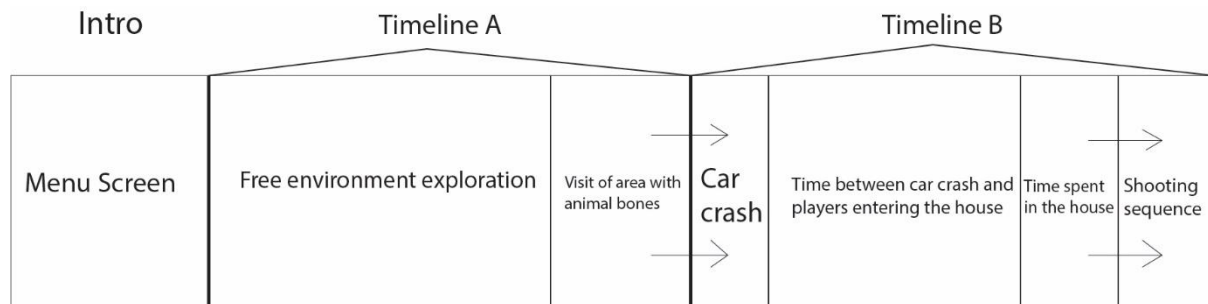 Intro
Timeline A
Timeline B
Menu Screen
Free environment exploration
Visit of area with
animal bones
Car
crash
Time between car crash and
players entering the house
Time spent
in the house
Shooting
sequence